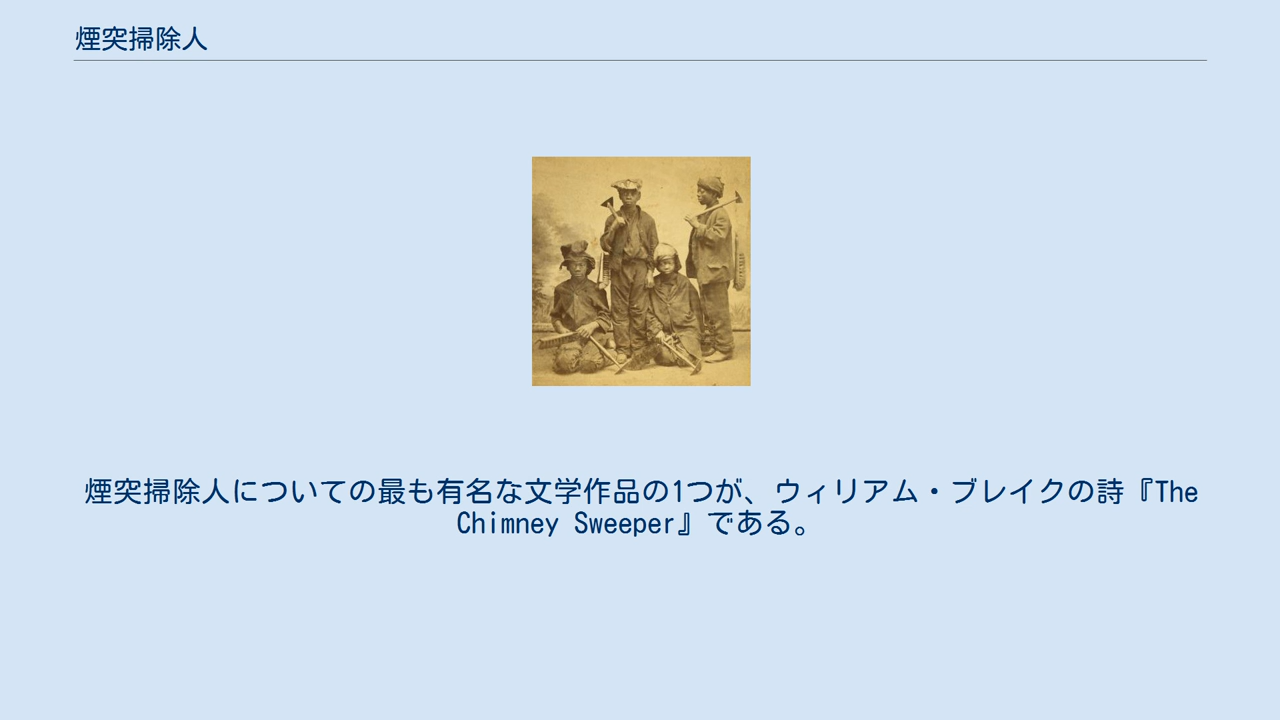 煙突掃除人
煙突掃除人についての最も有名な文学作品の1つが、ウィリアム・ブレイクの詩『The
Chimney Sweeper』である。